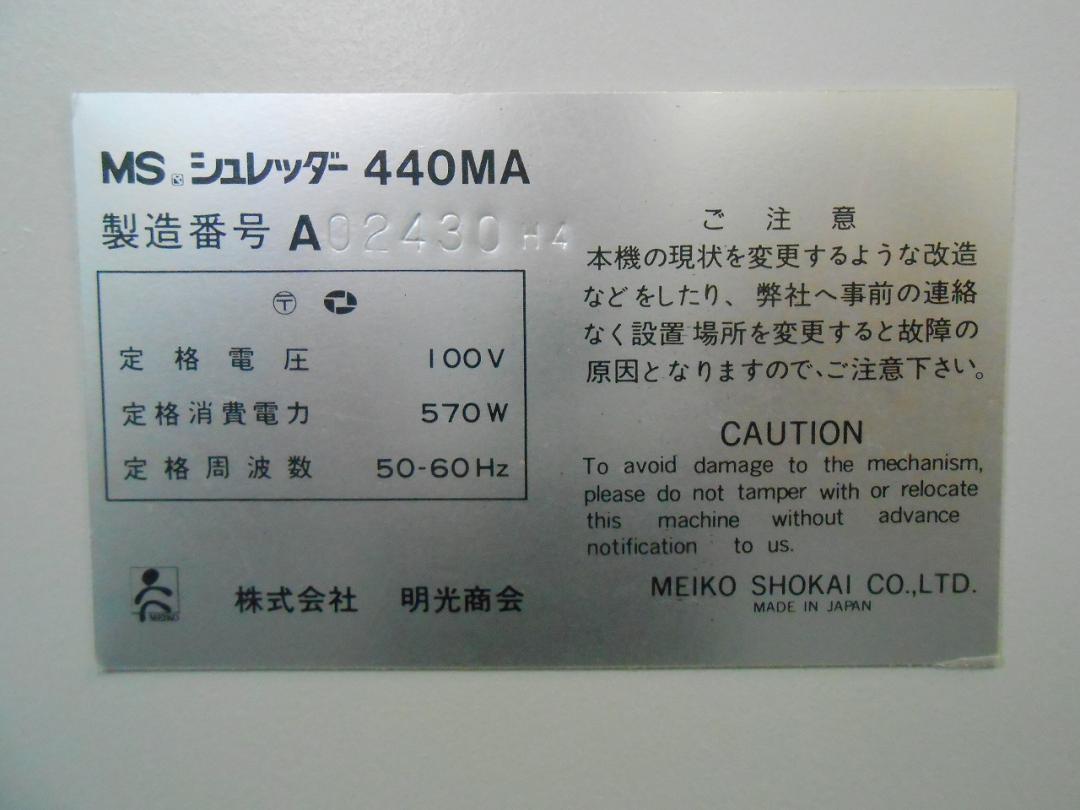 MS シュレッダー 440MA
製造番号 A02430 H4
〒
定格電圧 100V
定格消費電力 570W
定格周波数 50-60Hz
MEIKO
株式会社 明光商会
ご注意
本機の現状を変更するような改造
などをしたり、弊社へ事前の連絡
なく設置場所を変更すると故障の
原因となりますので、ご注意下さい。
CAUTION
To avoid damage to the mechanism,
please do not tamper with or relocate
this machine without advance
notification to us.
MEIKO SHOKAI CO.,LTD.
MADE IN JAPAN